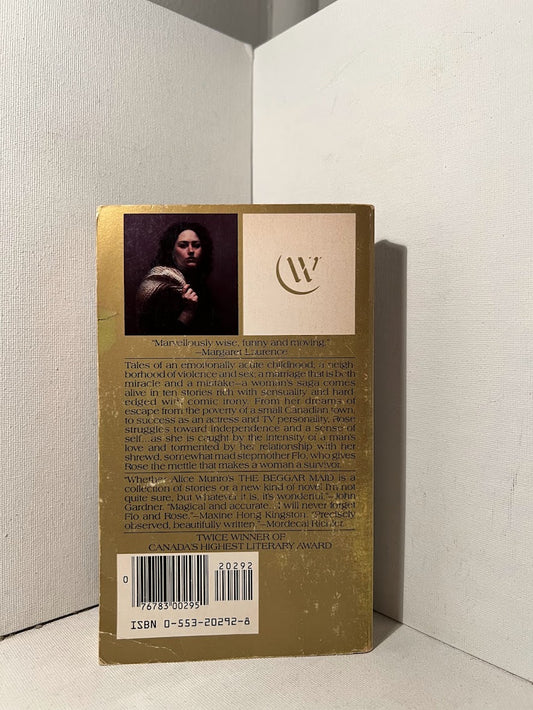 W
"Marvellously wise, funny and moving."
—Margaret Laurence
Tales of an emotionally acute childhood, a neigh-
borhood of violence and sex; a marriage that is both
miracle and a mistake—a woman's saga comes
alive in ten stories rich with sensuality and hard-
edged with comic irony. From her dreams of
escape from the poverty of a small Canadian town,
to success as an actress and TV personality, Rose
struggles toward independence and a sense of
self...as she is caught by the intensity of a man's
love and tormented by her relationship with her
shrewd, somewhat mad stepmother Flo, who gives
Rose the mettle that makes a woman a survivor.
"Whether Alice Munro's THE BEGGAR MAID is a
collection of stories or a new kind of novel I'm not
quite sure, but whatever it is, it's wonderful."—John
Gardner. "Magical and accurate...I will never forget
Flo and Rose."—Maxine Hong Kingston. "Precisely
observed, beautifully written."—Mordecai Richler
TWICE WINNER OF
CANADA'S HIGHEST LITERARY AWARD
20292
0
76783 00295
ISBN 0-553-20292-8